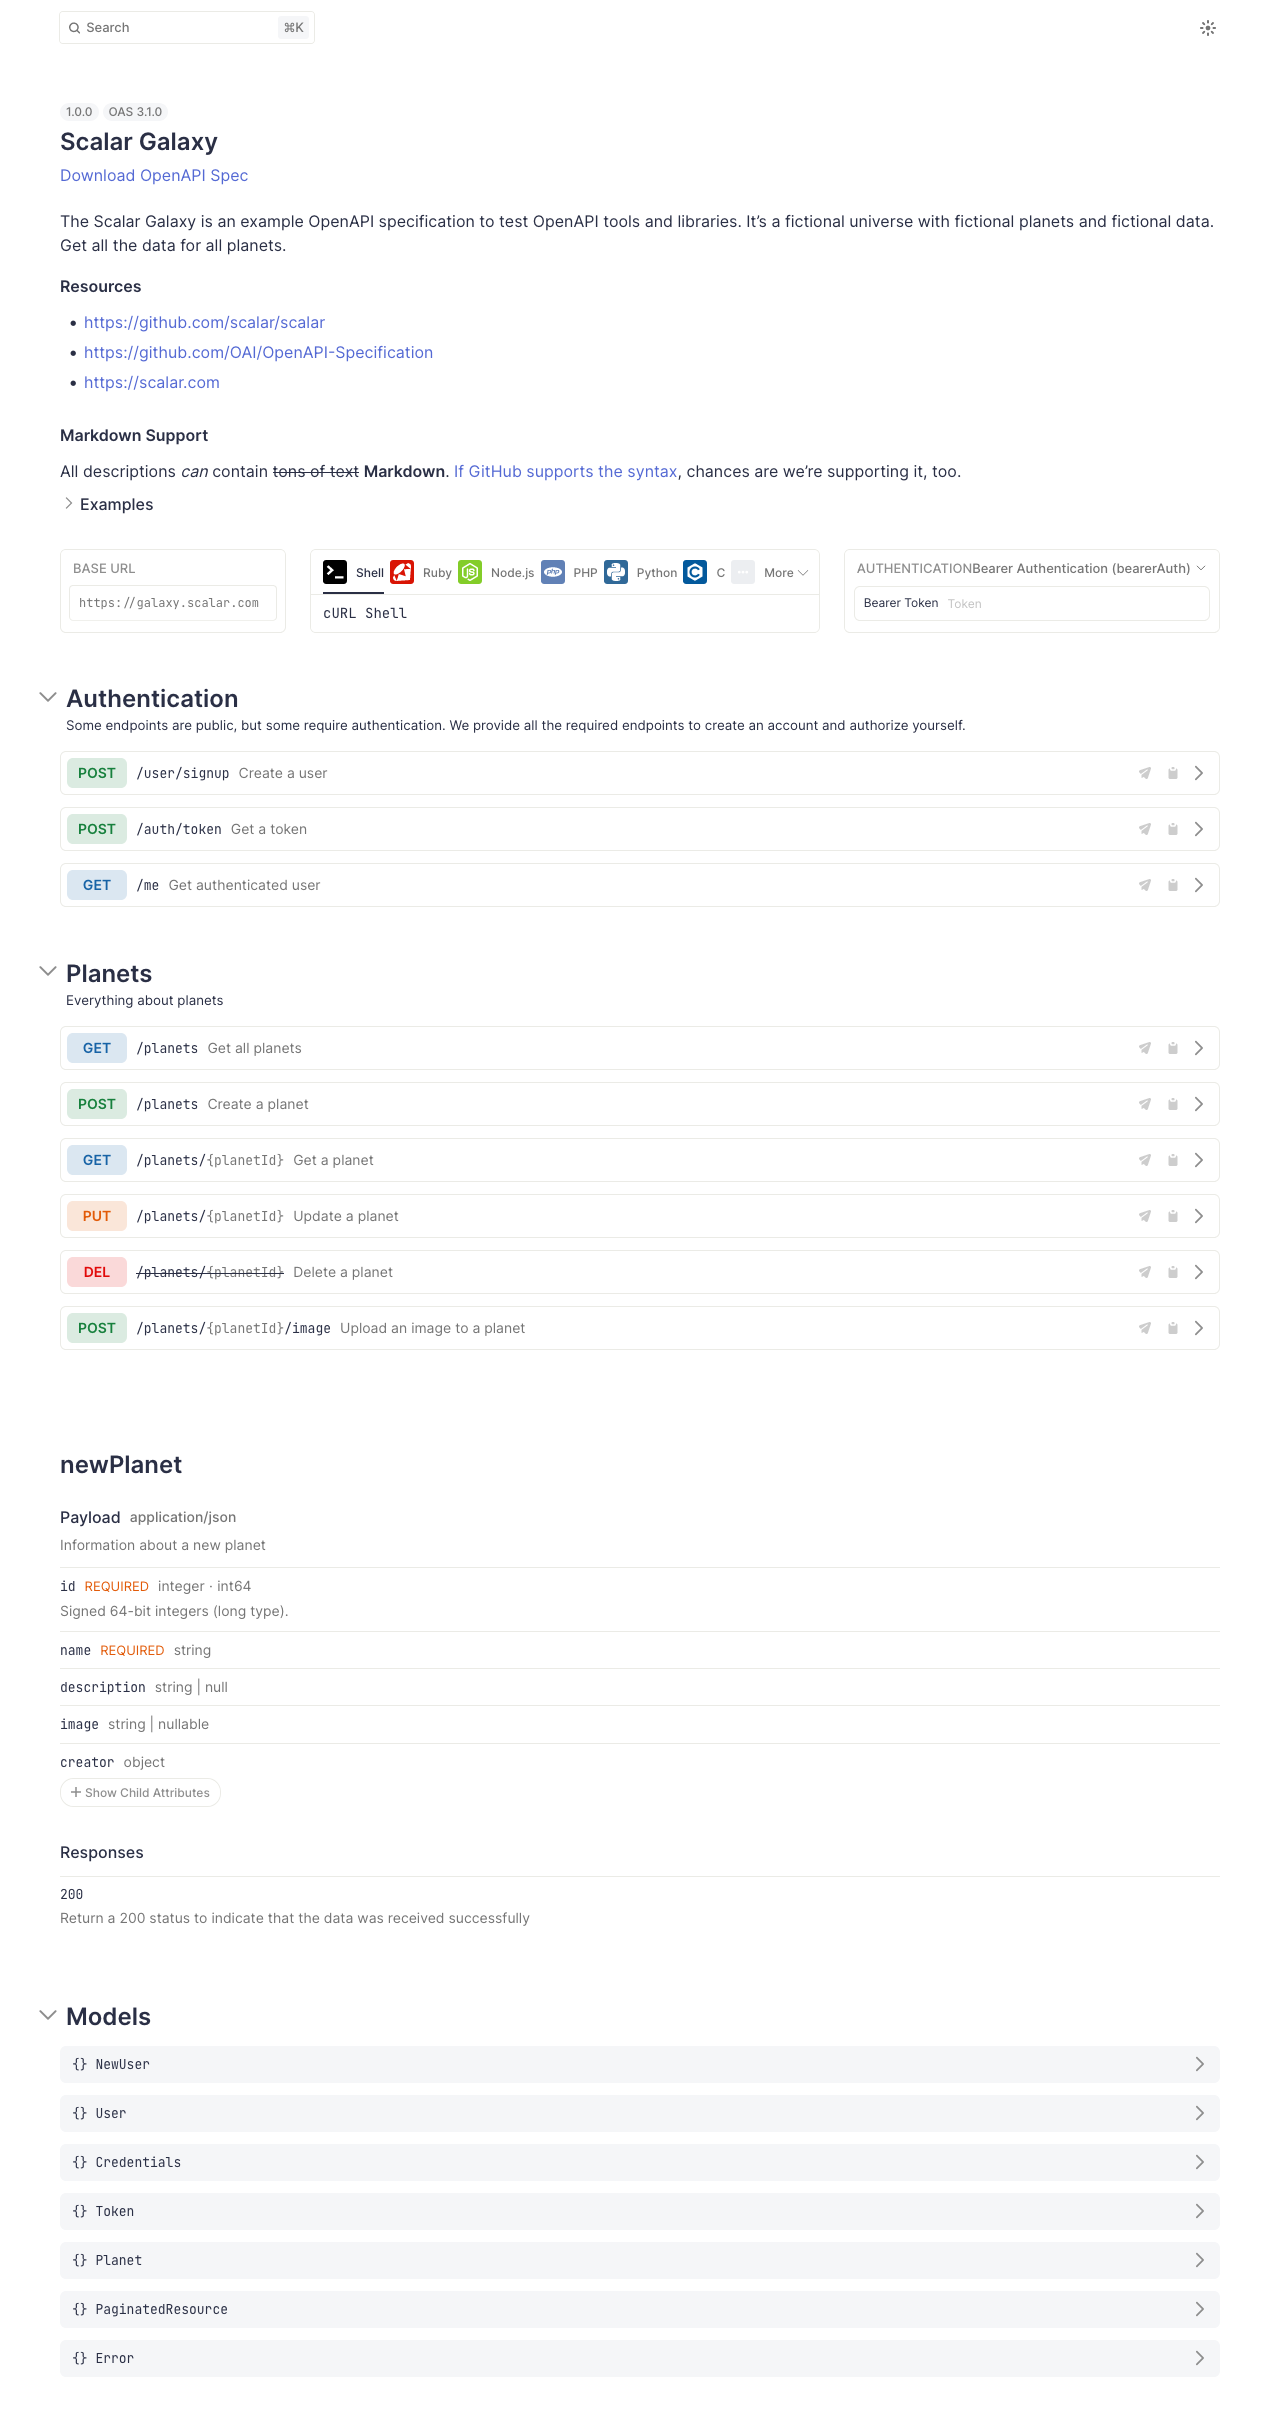 Search ⌘K
1.0.0 OAS 3.1.0
Scalar Galaxy
Download OpenAPI Spec
The Scalar Galaxy is an example OpenAPI specification to test OpenAPI tools and libraries. It’s a fictional universe with fictional planets and fictional data.
Get all the data for all planets.
Resources
• https://github.com/scalar/scalar
• https://github.com/OAI/OpenAPI-Specification
• https://scalar.com
Markdown Support
All descriptions can contain tons of text Markdown. If GitHub supports the syntax, chances are we’re supporting it, too.
Examples
BASE URL
https://galaxy.scalar.com
Shell Ruby Node.js PHP Python C More
cURL Shell
AUTHENTICATIONBearer Authentication (bearerAuth)
Bearer Token Token
Authentication
Some endpoints are public, but some require authentication. We provide all the required endpoints to create an account and authorize yourself.
POST /user/signup Create a user
POST /auth/token Get a token
GET /me Get authenticated user
Planets
Everything about planets
GET /planets Get all planets
POST /planets Create a planet
GET /planets/{planetId} Get a planet
PUT /planets/{planetId} Update a planet
DEL /planets/{planetId} Delete a planet
POST /planets/{planetId}/image Upload an image to a planet
newPlanet
Payload application/json
Information about a new planet
id REQUIRED integer · int64
Signed 64-bit integers (long type).
name REQUIRED string
description string | null
image string | nullable
creator object
+ Show Child Attributes
Responses
200
Return a 200 status to indicate that the data was received successfully
Models
{} NewUser
{} User
{} Credentials
{} Token
{} Planet
{} PaginatedResource
{} Error